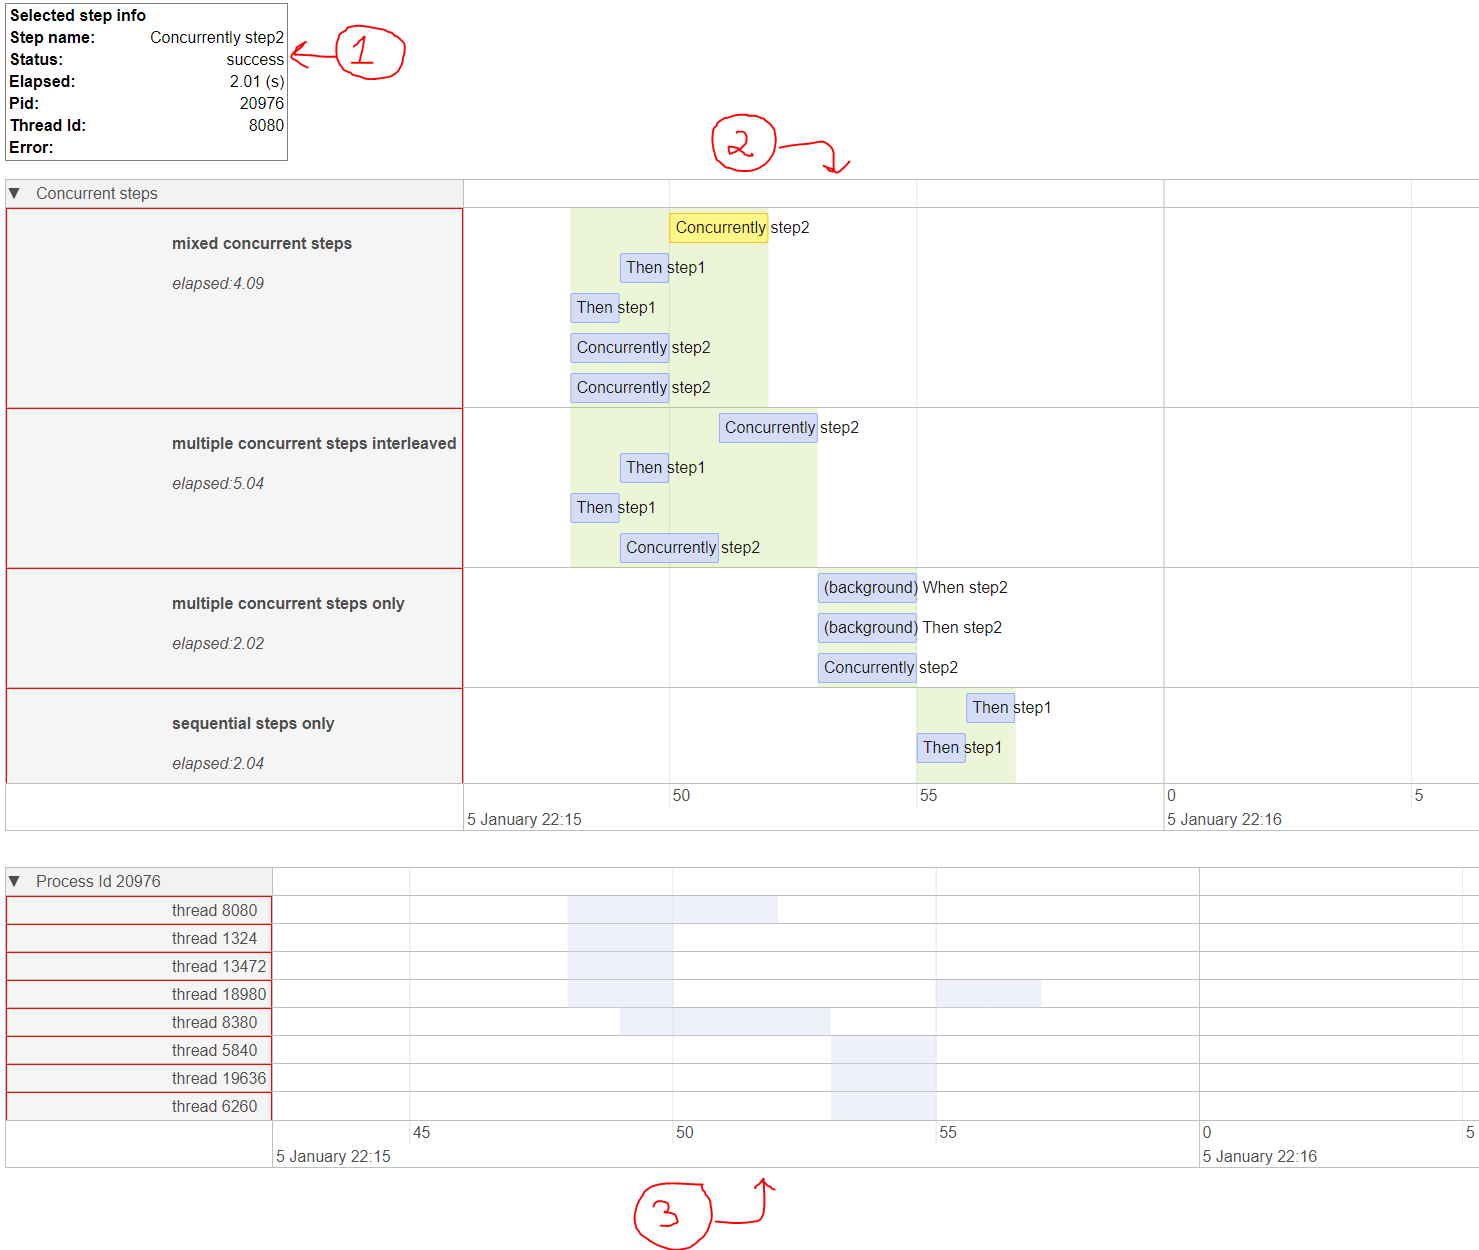 Selected step info
Step name: Concurrently step2
Status: success
Elapsed: 2.01 (s)
Pid: 20976
Thread Id: 8080
Error:
1
2
▼ Concurrent steps
mixed concurrent steps
elapsed:4.09
Concurrently step2
Then step1
Then step1
Concurrently step2
Concurrently step2
multiple concurrent steps interleaved
elapsed:5.04
Concurrently step2
Then step1
Then step1
Concurrently step2
multiple concurrent steps only
elapsed:2.02
(background) When step2
(background) Then step2
Concurrently step2
sequential steps only
elapsed:2.04
Then step1
Then step1
50 55 0 5
5 January 22:15 5 January 22:16
▼ Process Id 20976
thread 8080
thread 1324
thread 13472
thread 18980
thread 8380
thread 5840
thread 19636
thread 6260
45 50 55 0 5
5 January 22:15 5 January 22:16
3